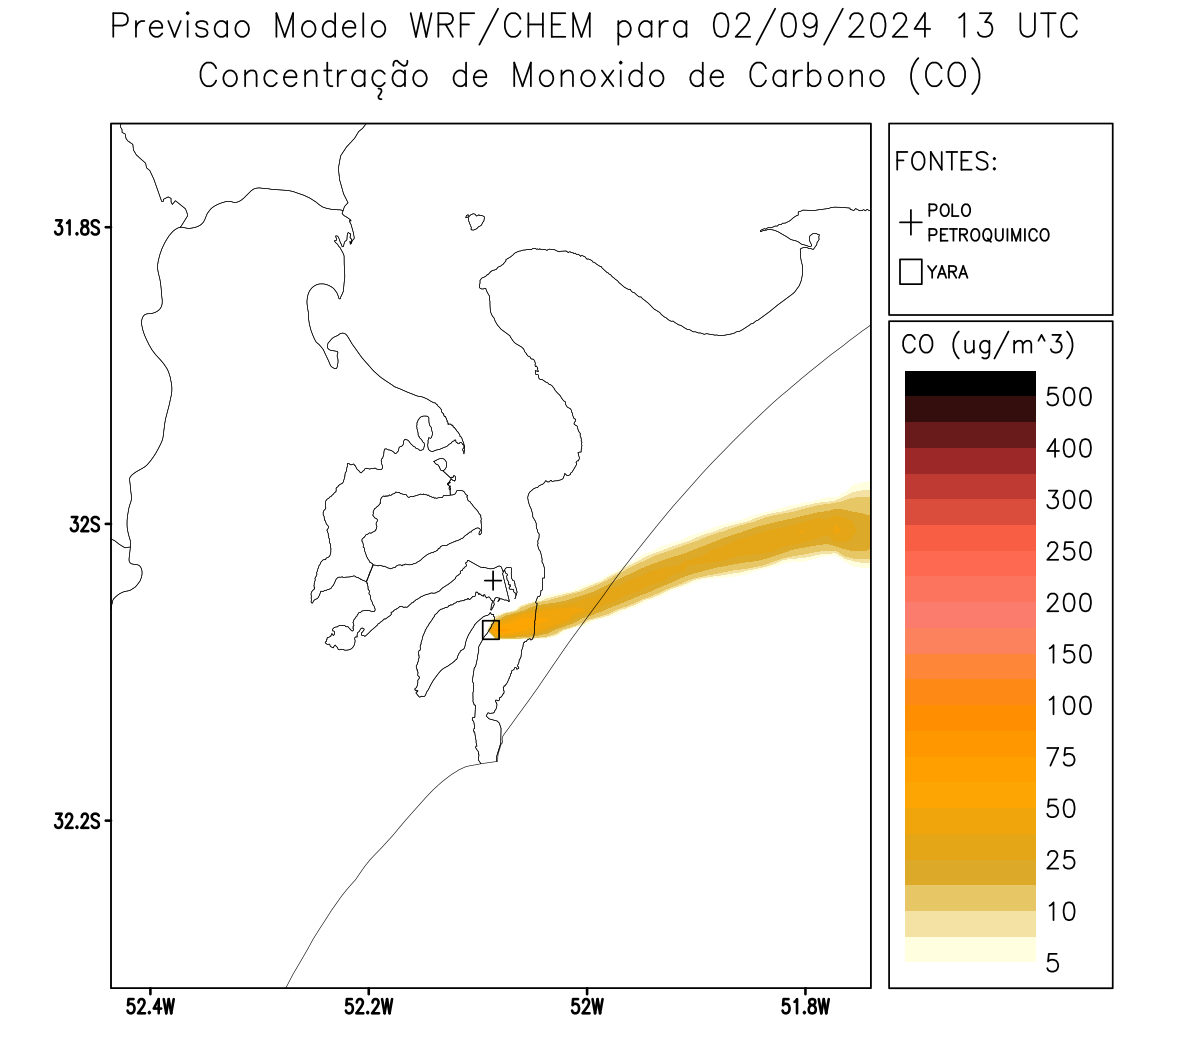 Previsao Modelo WRF/CHEM para 02/09/2024 13 UTC
Concentração de Monoxido de Carbono (CO)
FONTES:
POLO
PETROQUIMICO
YARA
CO (ug/m^3)
500
400
300
250
200
150
100
75
50
25
10
5
31.8S
32S
32.2S
52.4W
52.2W
52W
51.8W